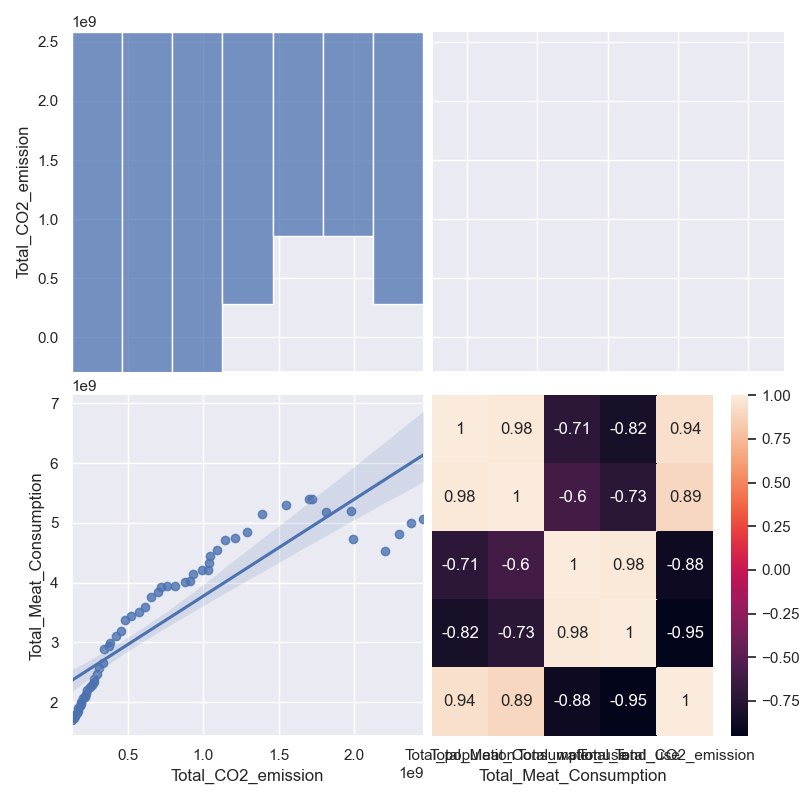 1e9
2.5
2.0
1.5
1.0
0.5
0.0
Total_CO2_emission
1e9
7
6
5
4
3
2
Total_Meat_Consumption
0.5 1.0 1.5 2.0
1e9
Total_CO2_emission
1 0.98 -0.71 -0.82 0.94
0.98 1 -0.6 -0.73 0.89
-0.71 -0.6 1 0.98 -0.88
-0.82 -0.73 0.98 1 -0.95
0.94 0.89 -0.88 -0.95 1
Total_population Total_Meat_Consumption Total_CO2_emission
Total_Meat_Consumption
1.00
0.75
0.50
0.25
0.00
−0.25
−0.50
−0.75